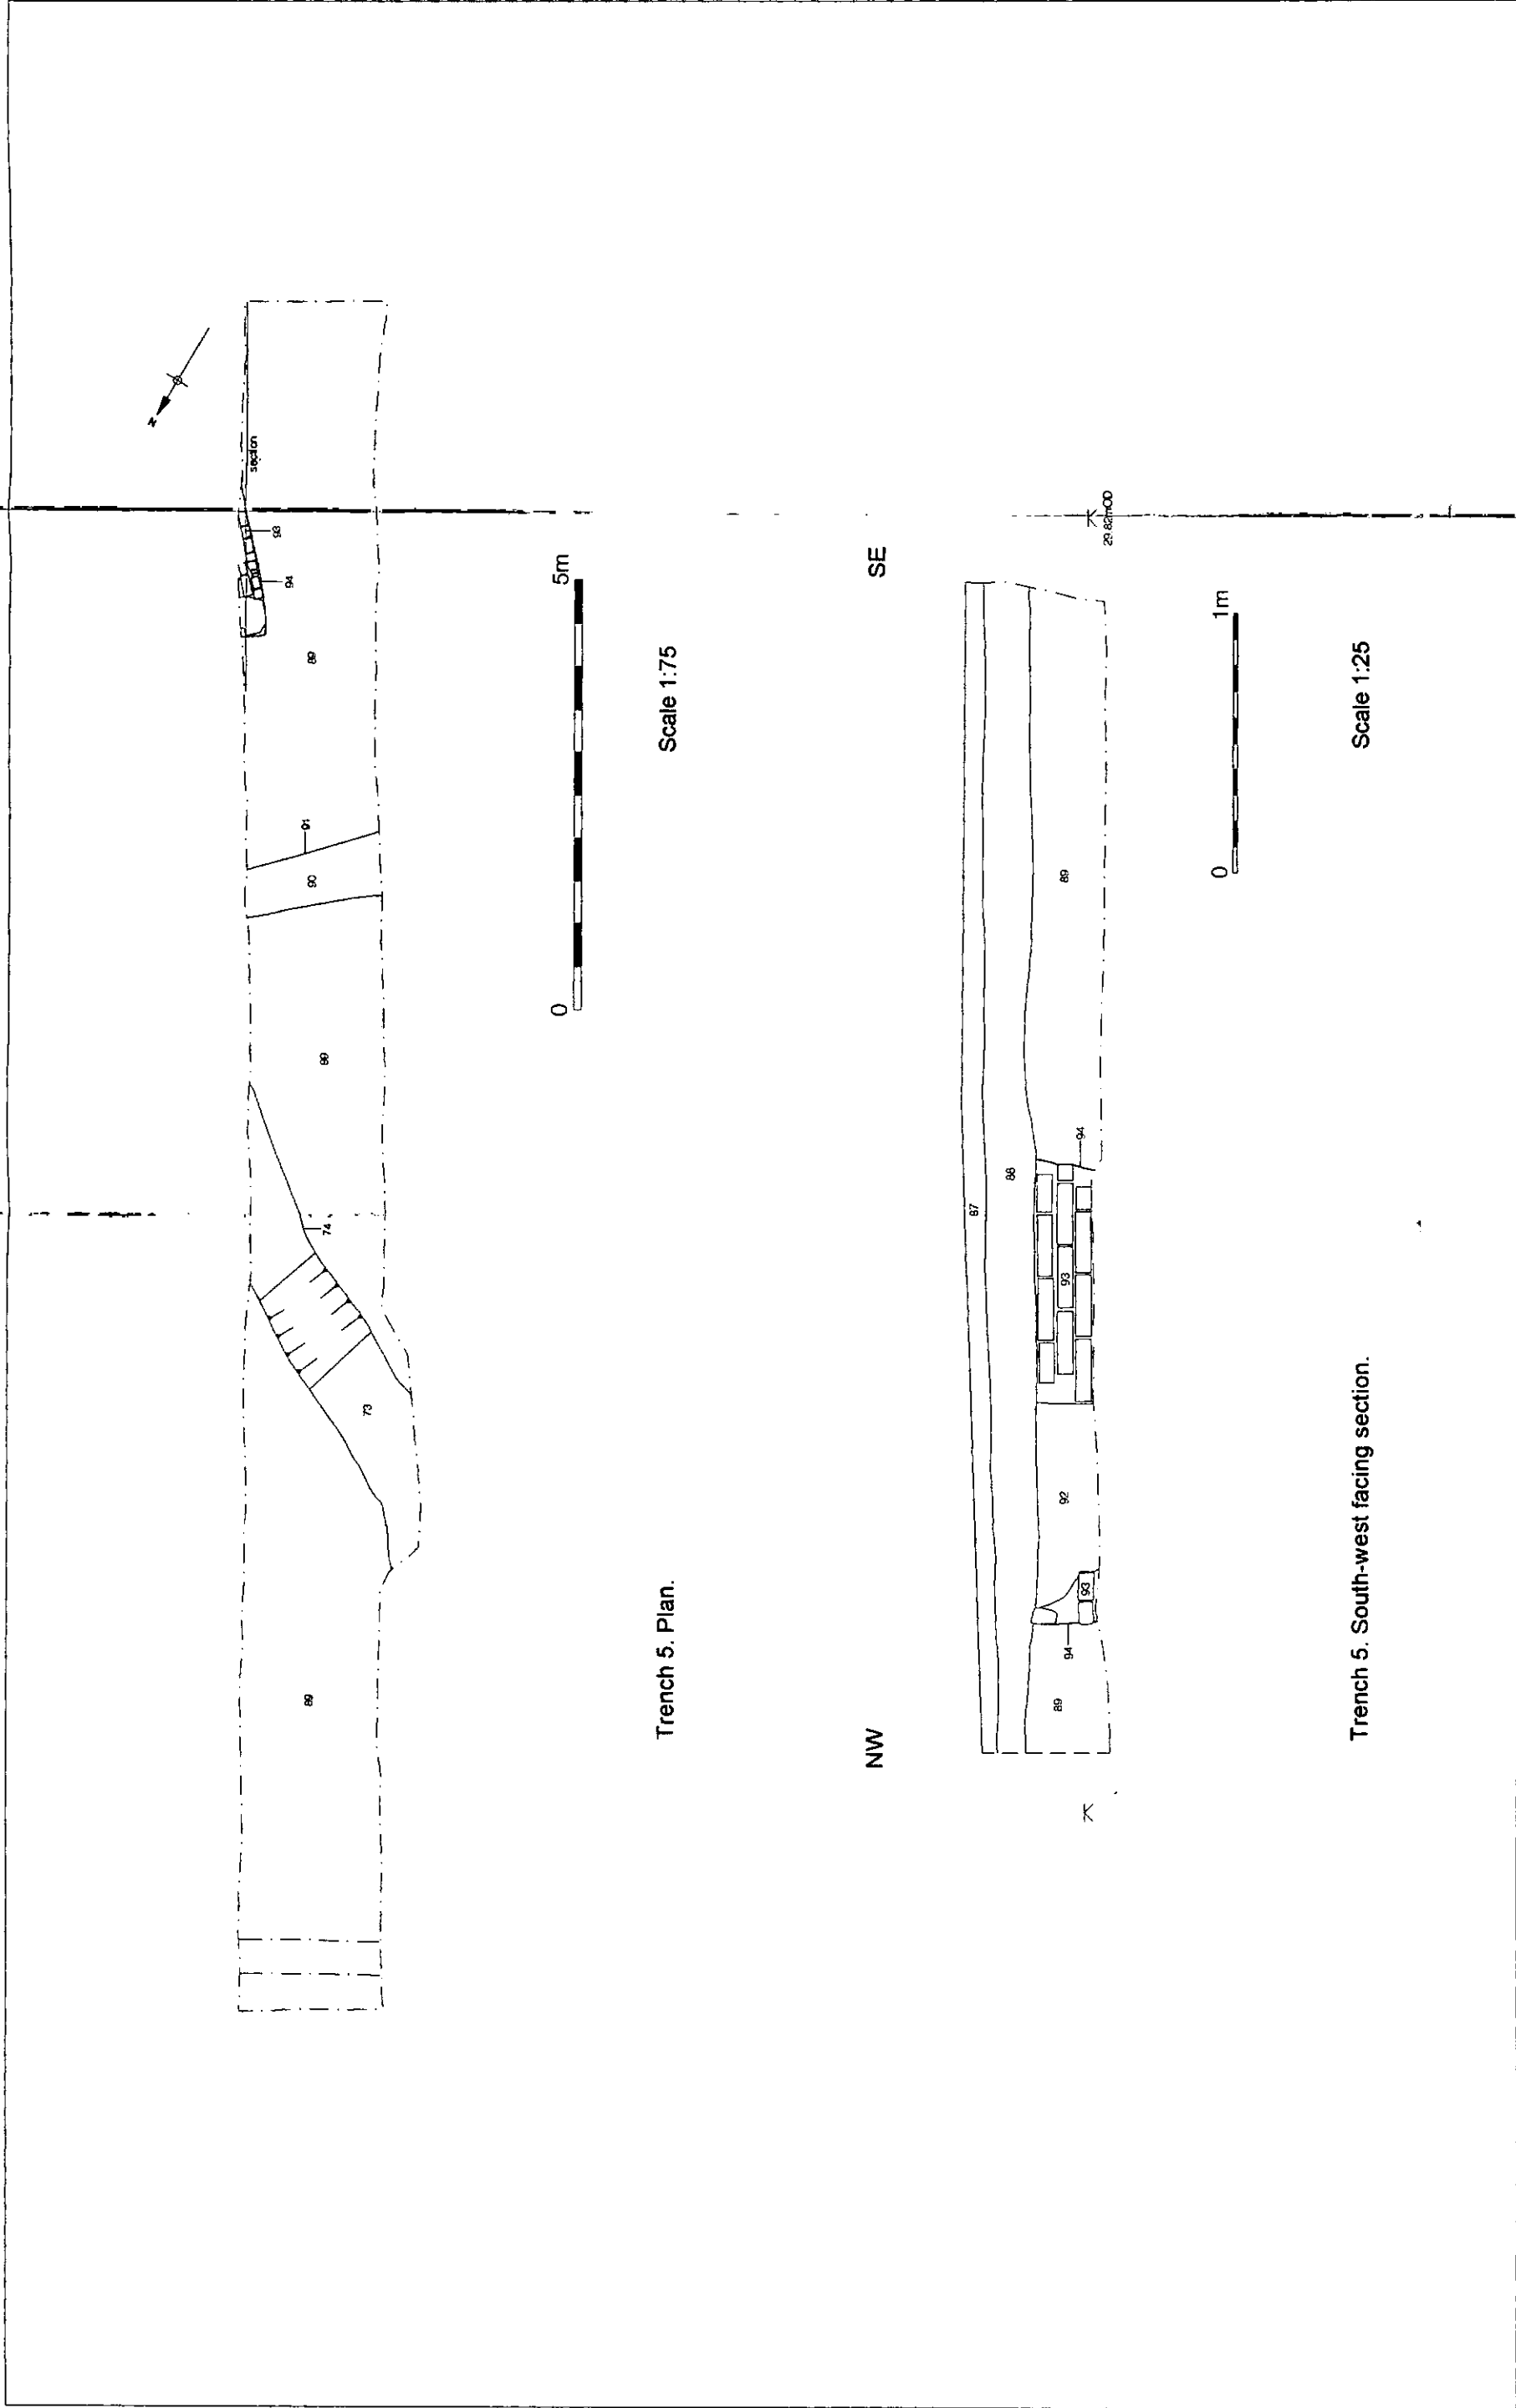 N
section
93
94
89
91
90
89
74
73
89
0
5m
Scale 1:75
Trench 5. Plan.
NW
SE
29.82mOD
87
88
89
94
93
92
93
94
89
0
1m
Scale 1:25
Trench 5. South-west facing section.